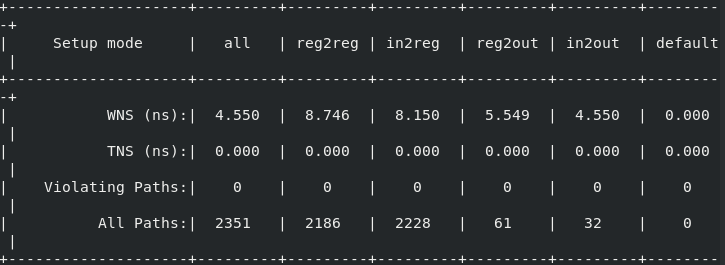 +--------------------+---------+---------+---------+---------+---------+--------
-+
|     Setup mode     |   all   | reg2reg | in2reg  | reg2out | in2out  | default
 |
+--------------------+---------+---------+---------+---------+---------+--------
-+
|           WNS (ns):|  4.550  |  8.746  |  8.150  |  5.549  |  4.550  |  0.000
 |
|           TNS (ns):|  0.000  |  0.000  |  0.000  |  0.000  |  0.000  |  0.000
 |
|    Violating Paths:|    0    |    0    |    0    |    0    |    0    |    0
 |
|          All Paths:|  2351   |  2186   |  2228   |   61    |   32    |    0
 |
+--------------------+---------+---------+---------+---------+---------+--------